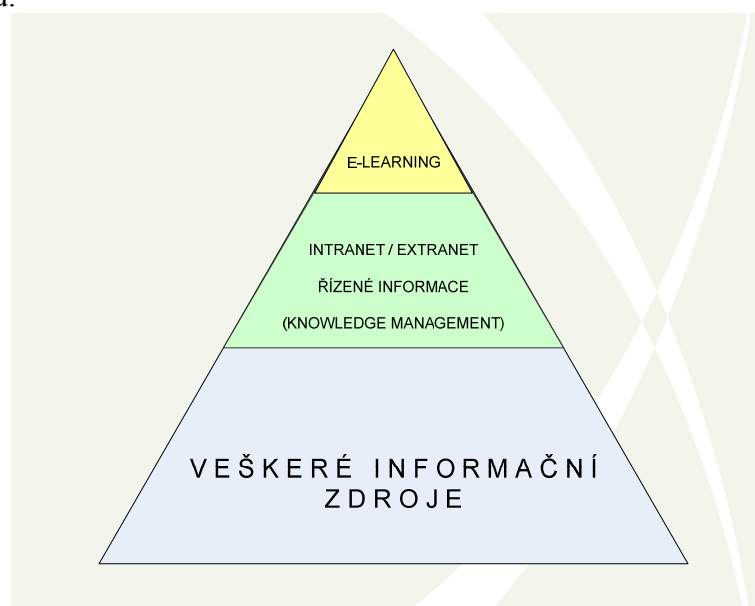 E-LEARNING
INTRANET / EXTRANET
ŘÍZENÉ INFORMACE
(KNOWLEDGE MANAGEMENT)
VEŠKERÉ INFORMAČNÍ
ZDROJE